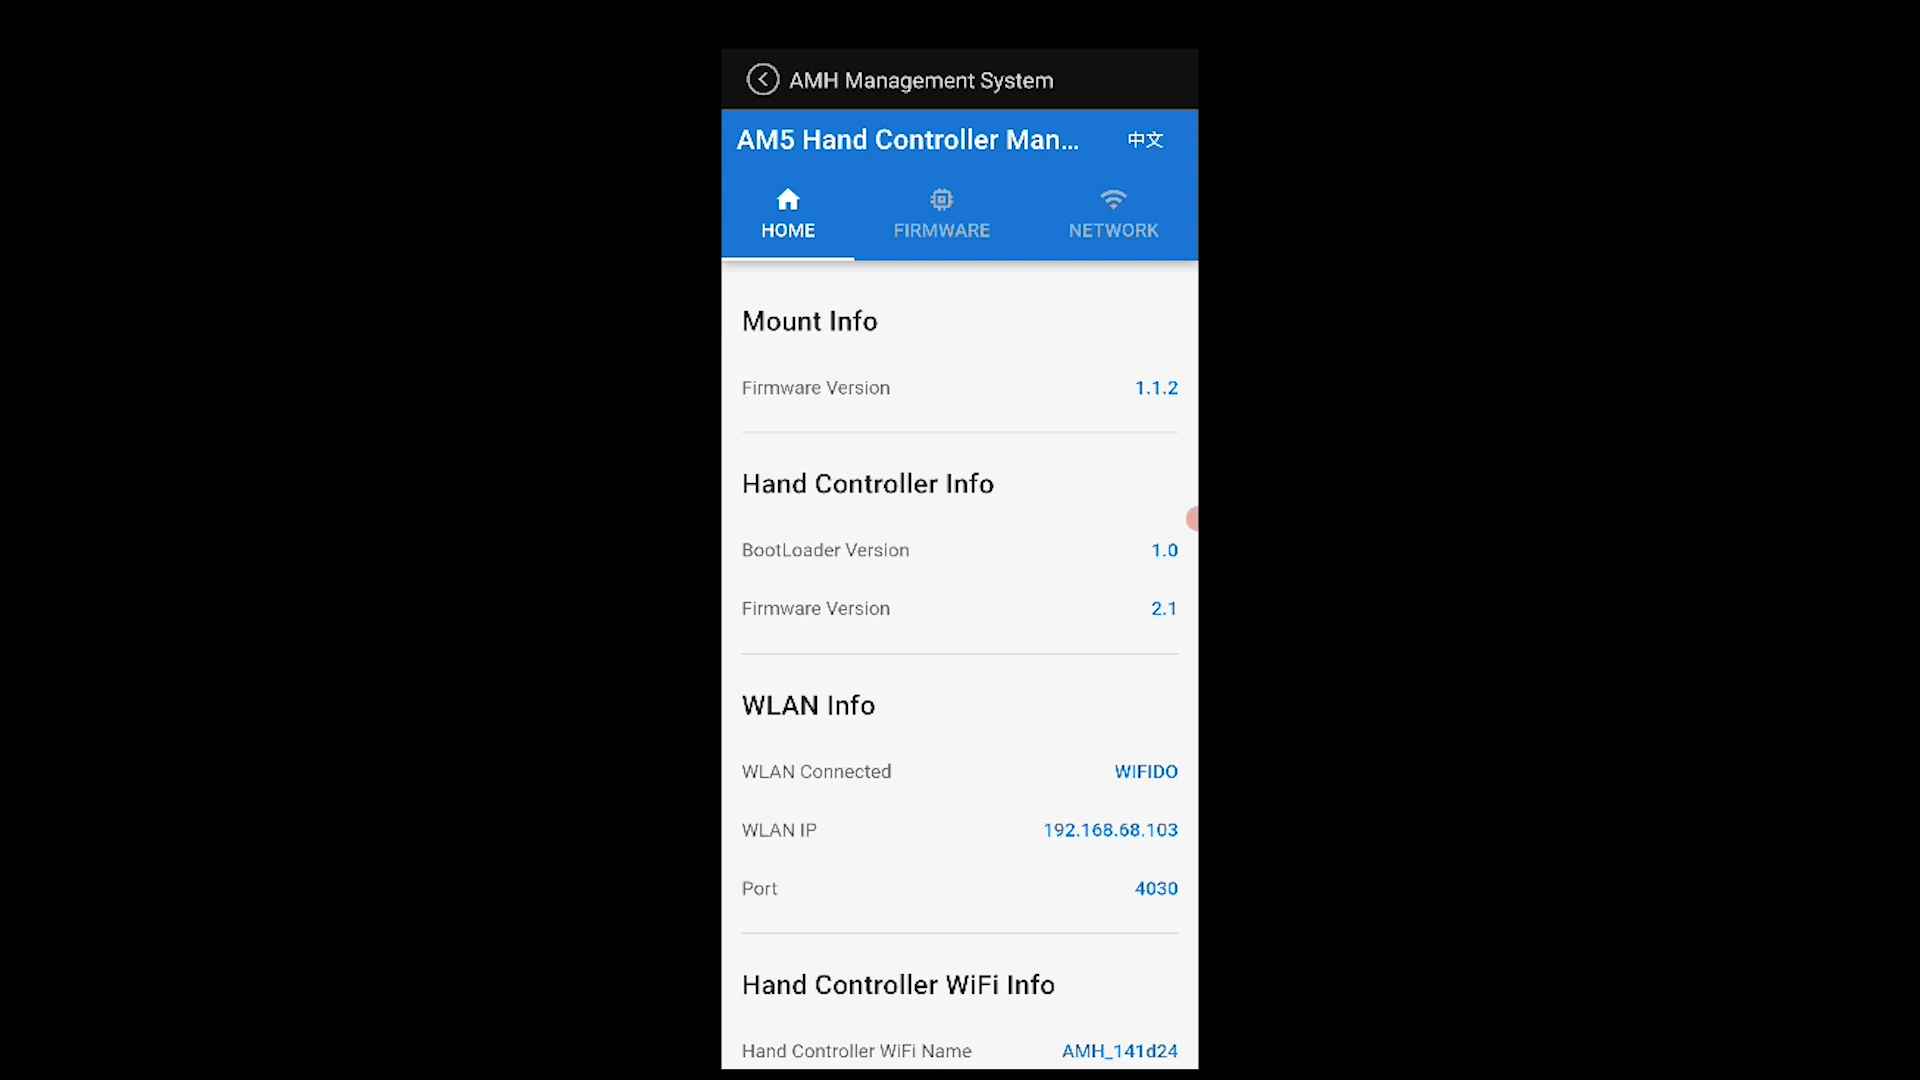 AMH Management System
AM5 Hand Controller Man...
中文
HOME
FIRMWARE
NETWORK
Mount Info
Firmware Version 1.1.2
Hand Controller Info
BootLoader Version 1.0
Firmware Version 2.1
WLAN Info
WLAN Connected WIFIDO
WLAN IP 192.168.68.103
Port 4030
Hand Controller WiFi Info
Hand Controller WiFi Name AMH_141d24